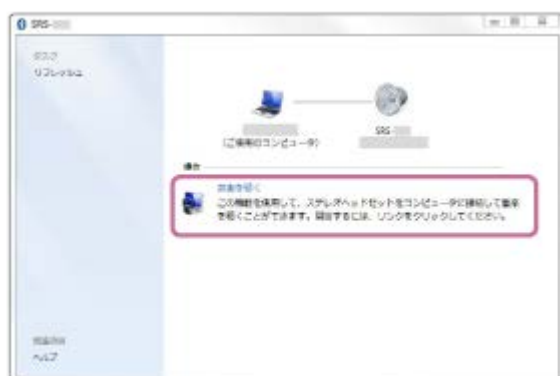 SRS-
タスク
リフレッシュ
(ご使用のコンピュータ)
SRS-
音楽を聴く
この機能を使用して、ステレオヘッドセットをコンピュータに接続して音楽
を聴くことができます。開始するには、リンクをクリックしてください。
関連項目
ヘルプ